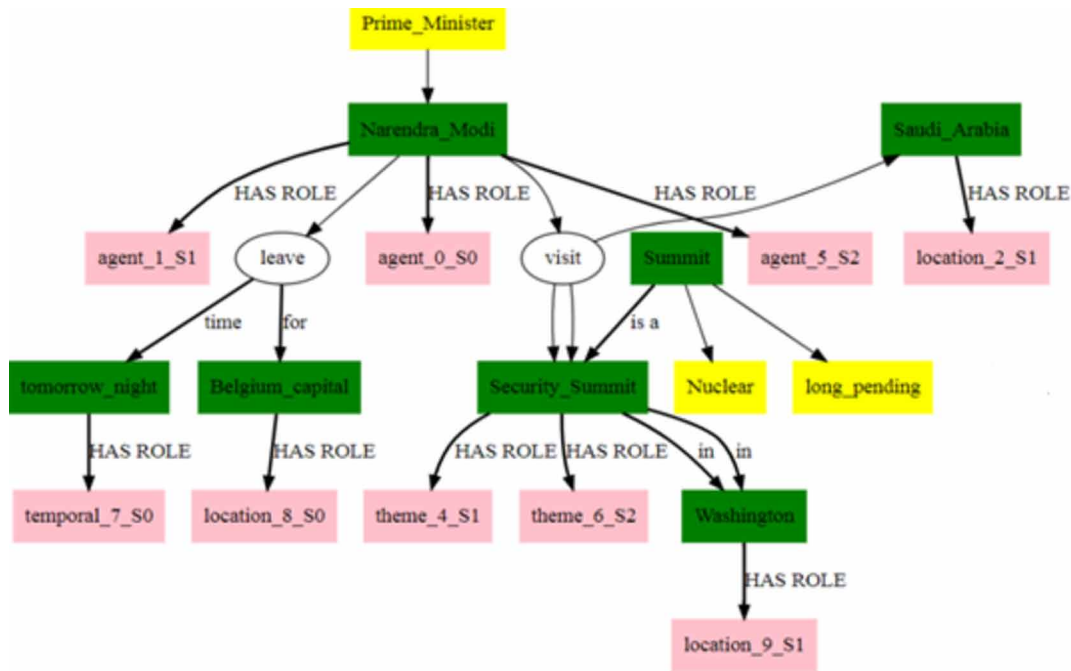 Prime_Minister
Narendra_Modi
Saudi_Arabia
HAS ROLE
HAS ROLE
HAS ROLE
HAS ROLE
agent_1_S1
leave
agent_0_S0
visit
Summit
agent_5_S2
location_2_S1
time
for
is a
tomorrow_night
Belgium_capital
Security_Summit
Nuclear
long_pending
HAS ROLE
HAS ROLE
HAS ROLE
HAS ROLE
in
in
temporal_7_S0
location_8_S0
theme_4_S1
theme_6_S2
Washington
HAS ROLE
location_9_S1